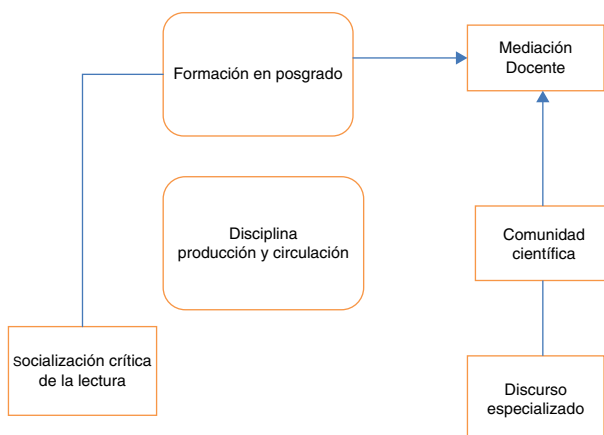 Formación en posgrado
Mediación
Docente
Disciplina
producción y circulación
Comunidad
científica
Socialización crítica
de la lectura
Discurso
especializado